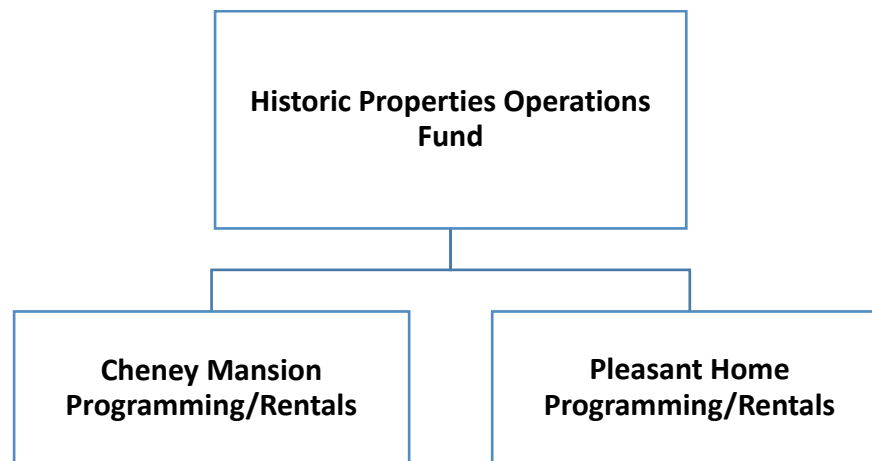 Historic Properties Operations
Fund
Cheney Mansion
Programming/Rentals
Pleasant Home
Programming/Rentals